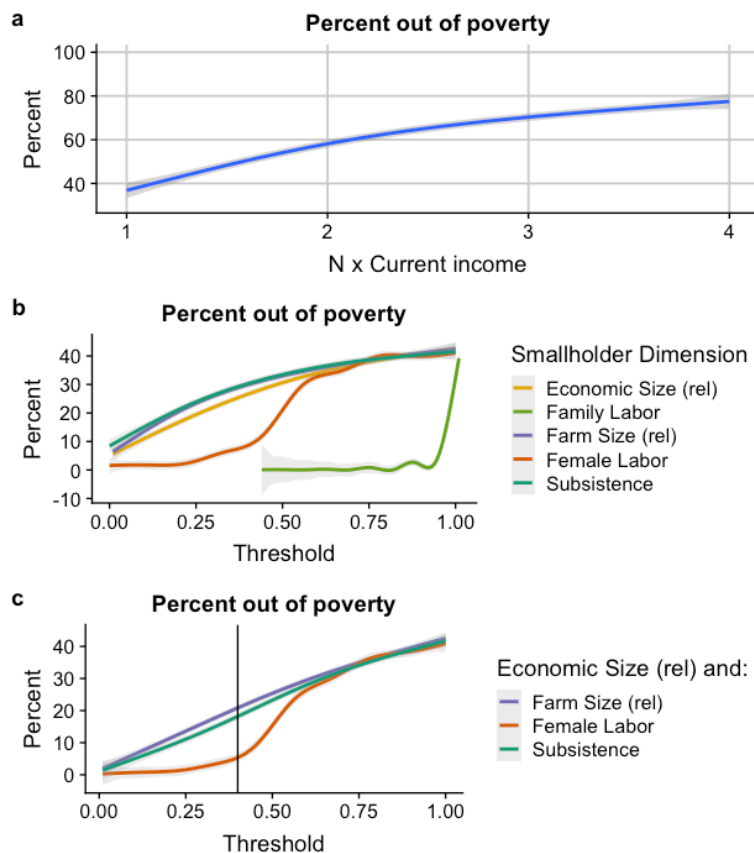 a
Percent out of poverty
Percent
100
80
60
40
1 2 3 4
N x Current income
b
Percent out of poverty
Percent
40
30
20
10
0
-10
0.00 0.25 0.50 0.75 1.00
Threshold
Smallholder Dimension
Economic Size (rel)
Family Labor
Farm Size (rel)
Female Labor
Subsistence
c
Percent out of poverty
Percent
40
30
20
10
0
0.00 0.25 0.50 0.75 1.00
Threshold
Economic Size (rel) and:
Farm Size (rel)
Female Labor
Subsistence